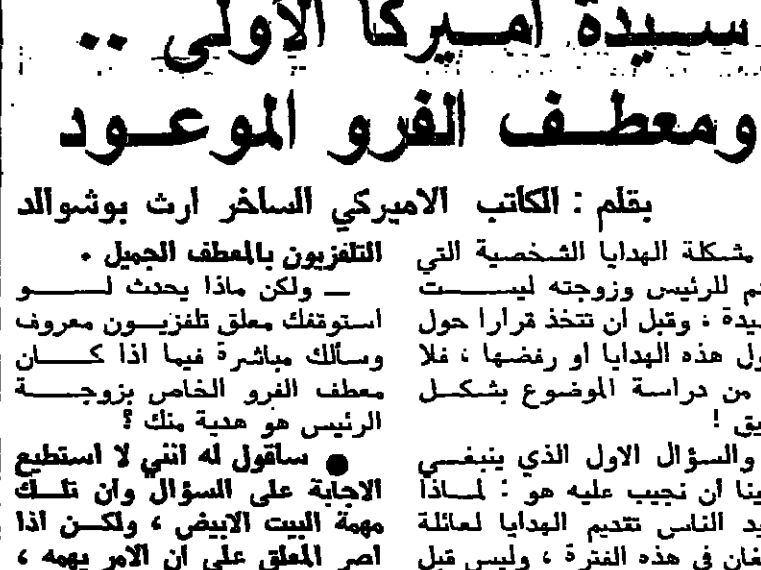 سيدة اميركا الاولى ..
ومعطف الفرو الموعود
بقلم : الكاتب الاميركي الساخر ارث بوشوالد
مشكلة الهدايا الشخصية التي
للرئيس وزوجته ليست
، وقبل ان تتخذ قرارا حول
هذه الهدايا او رفضها ، فلا
من دراسة الموضوع بشكل
!
والسؤال الاول الذي ينبغي
ان نجيب عليه هو : لماذا
الناس تقديم الهدايا لعائلة
في هذه الفترة ، وليس قبل
التلفزيون بالمعطف الجميل .
ـ ولكن ماذا يحدث لو
استوقفك معلق تلفزيون معروف
وسألك مباشرة فيما اذا كان
معطف الفرو الخاص بزوجة
الرئيس هو هدية منك ؟
● سأقول له انني لا استطيع
الاجابة على السؤال وان تلك
مهمة البيت الابيض ، ولكن اذا
اصر المعلق على ان الامر يهمه ،